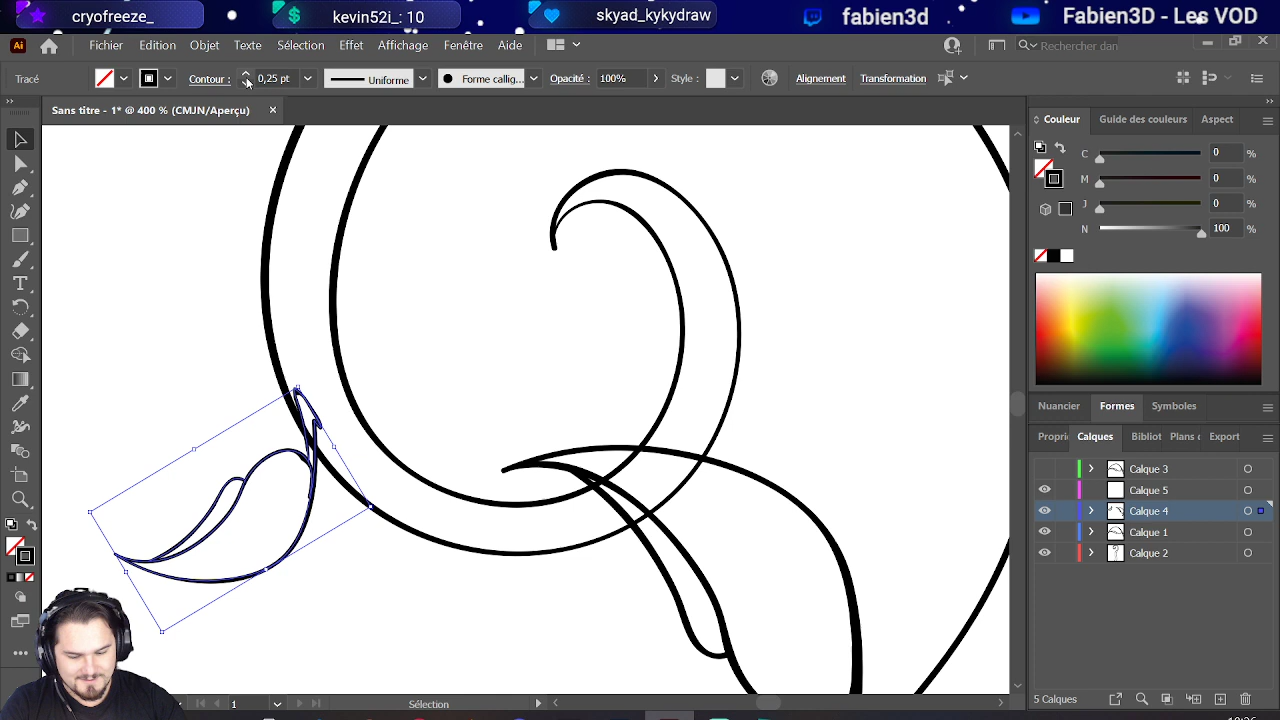 cryofreeze_ kevin52i_: 10 skyad_kykydraw fabien3d Fabien3D - Les VOD
Ai Fichier Edition Objet Texte Sélection Effet Affichage Fenêtre Aide Rechercher dan
Tracé Contour : 0,25 pt Uniforme Forme callig... Opacité : 100% Style : Alignement Transformation
Sans titre - 1* @ 400 % (CMJN/Aperçu) ×
Couleur Guide des couleurs Aspect
C 0 %
M 0 %
J 0 %
N 100 %
Nuancier Formes Symboles
Propri Calques Bibliot Plans c Export
Calque 3
Calque 5
Calque 4
Calque 1
Calque 2
1 Sélection 5 Calques